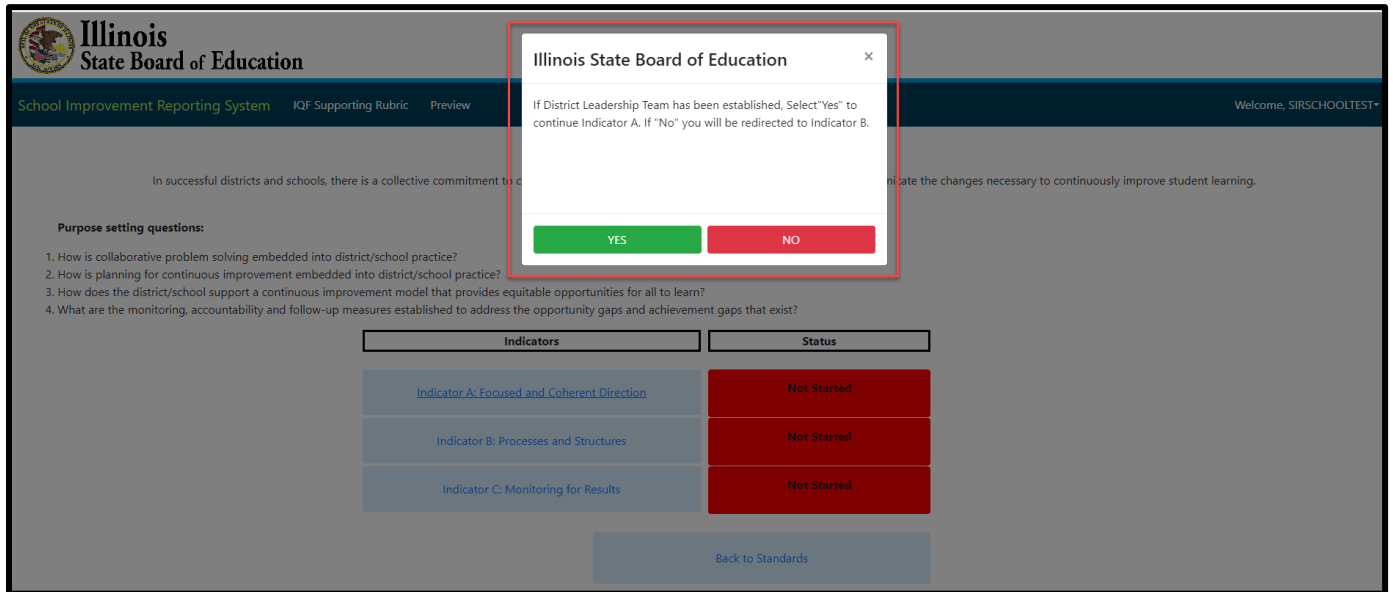 Illinois
State Board of Education
Illinois State Board of Education ×
School Improvement Reporting System IQF Supporting Rubric Preview Welcome, SIRSCHOOLTEST
If District Leadership Team has been established, Select"Yes" to
continue Indicator A. If "No" you will be redirected to Indicator B.
In successful districts and schools, there is a collective commitment to the changes necessary to continuously improve student learning.
YES NO
Purpose setting questions:
1. How is collaborative problem solving embedded into district/school practice?
2. How is planning for continuous improvement embedded into district/school practice?
3. How does the district/school support a continuous improvement model that provides equitable opportunities for all to learn?
4. What are the monitoring, accountability and follow-up measures established to address the opportunity gaps and achievement gaps that exist?
Indicators Status
Indicator A: Focused and Coherent Direction Not Started
Indicator B: Processes and Structures Not Started
Indicator C: Monitoring for Results Not Started
Back to Standards